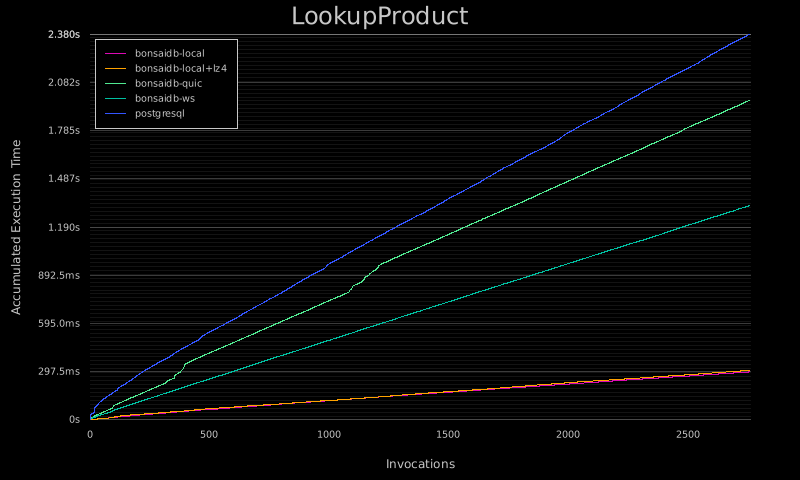 LookupProduct
2.380s
2.082s
1.785s
1.487s
1.190s
892.5ms
595.0ms
297.5ms
0s
Accumulated Execution Time
bonsaidb-local
bonsaidb-local+lz4
bonsaidb-quic
bonsaidb-ws
postgresql
0 500 1000 1500 2000 2500
Invocations